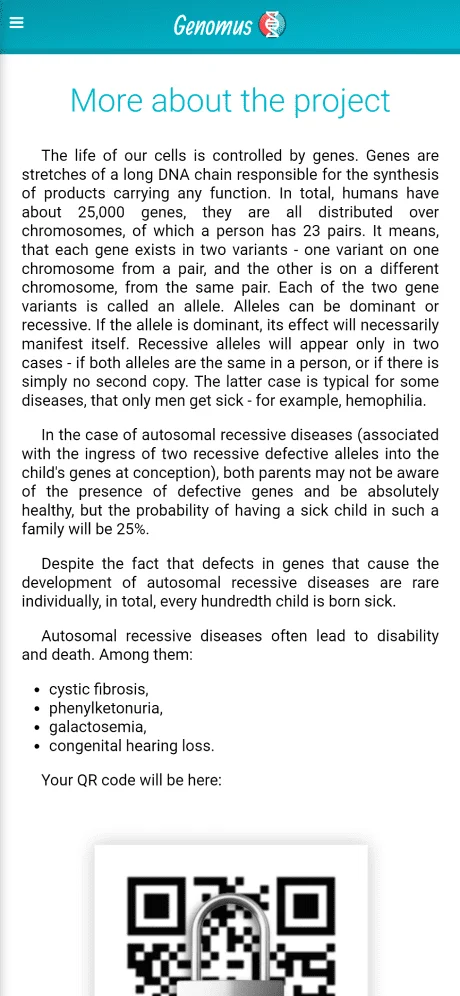 Genomus
More about the project
The life of our cells is controlled by genes. Genes are
stretches of a long DNA chain responsible for the synthesis
of products carrying any function. In total, humans have
about 25,000 genes, they are all distributed over
chromosomes, of which a person has 23 pairs. It means,
that each gene exists in two variants - one variant on one
chromosome from a pair, and the other is on a different
chromosome, from the same pair. Each of the two gene
variants is called an allele. Alleles can be dominant or
recessive. If the allele is dominant, its effect will necessarily
manifest itself. Recessive alleles will appear only in two
cases - if both alleles are the same in a person, or if there is
simply no second copy. The latter case is typical for some
diseases, that only men get sick - for example, hemophilia.
In the case of autosomal recessive diseases (associated
with the ingress of two recessive defective alleles into the
child's genes at conception), both parents may not be aware
of the presence of defective genes and be absolutely
healthy, but the probability of having a sick child in such a
family will be 25%.
Despite the fact that defects in genes that cause the
development of autosomal recessive diseases are rare
individually, in total, every hundredth child is born sick.
Autosomal recessive diseases often lead to disability
and death. Among them:
• cystic fibrosis,
• phenylketonuria,
• galactosemia,
• congenital hearing loss.
Your QR code will be here: